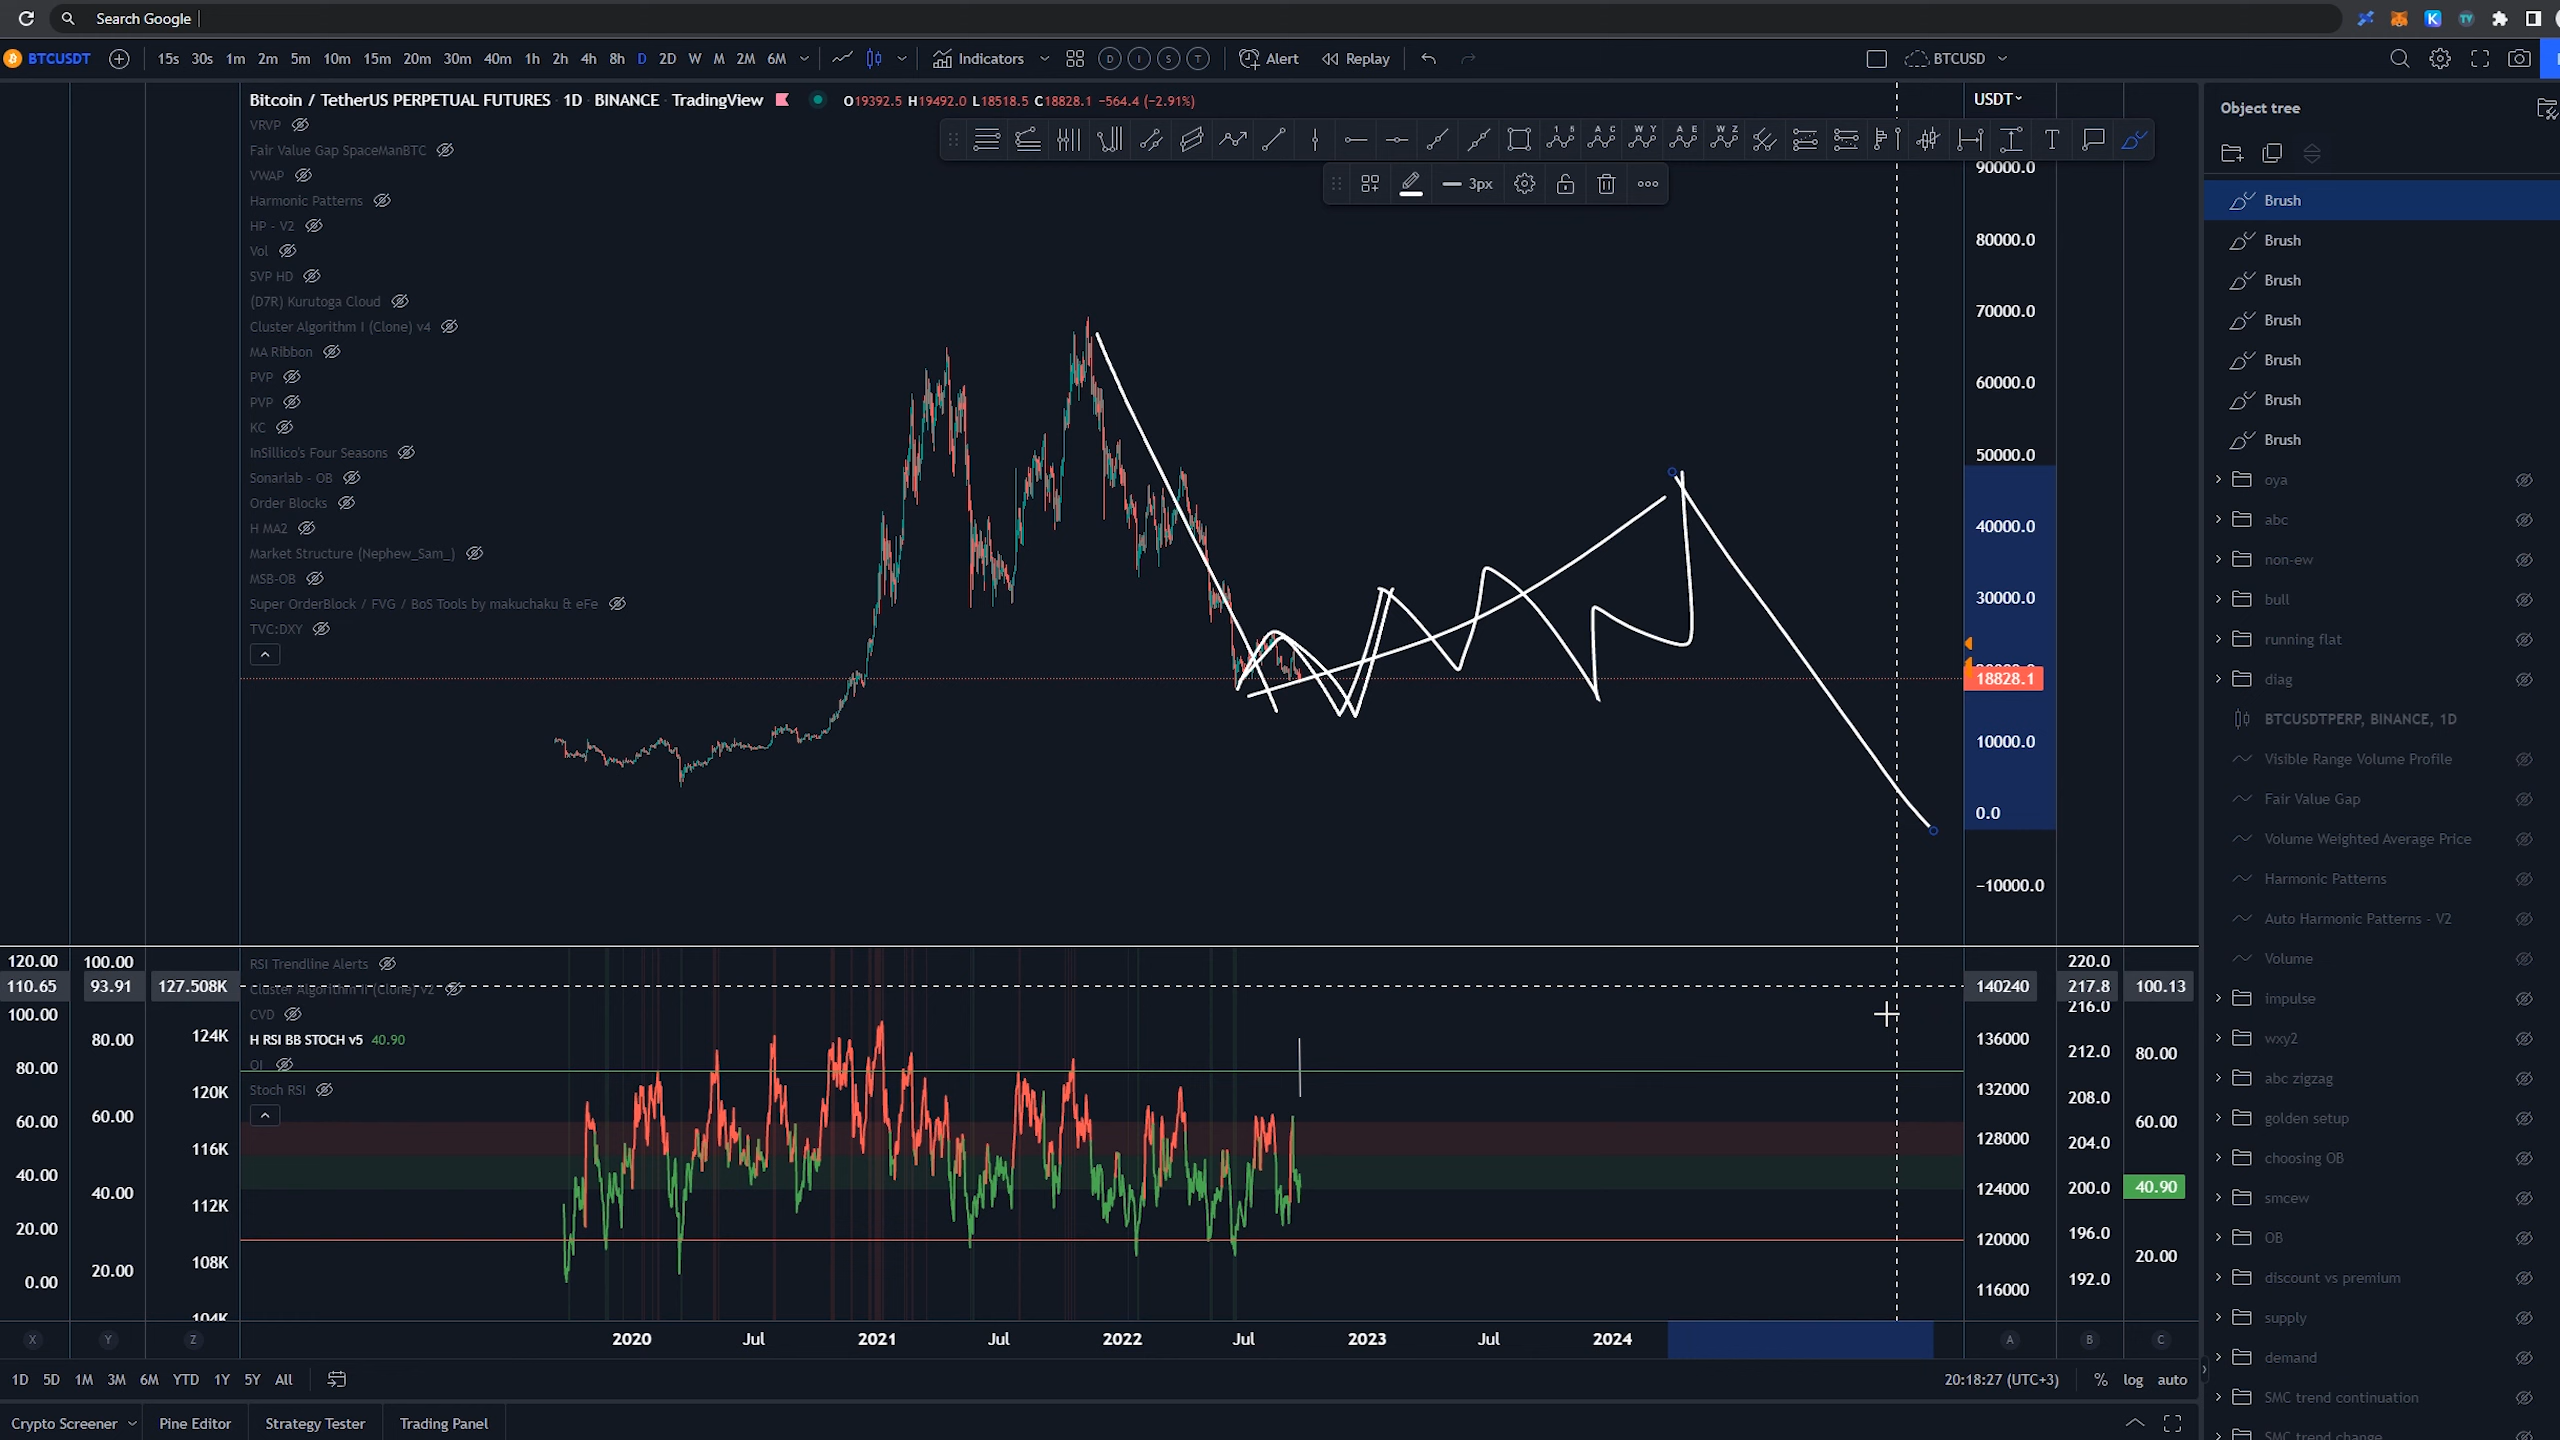 Search Google
BTCUSDT 15s 30s 1m 2m 5m 10m 15m 20m 30m 40m 1h 2h 4h 8h D 2D W M 2M 6M Indicators D I S T Alert Replay BTCUSD
Bitcoin / TetherUS PERPETUAL FUTURES 1D BINANCE TradingView O19392.5 H19492.0 L18518.5 C18828.1 −564.4 (−2.91%)
USDT
VRVP
Fair Value Gap SpaceManBTC
VWAP
Harmonic Patterns
HP - V2
Vol
SVP HD
(D7R) Kurutoga Cloud
Cluster Algorithm I (Clone) v4
MA Ribbon
PVP
PVP
KC
InSillico's Four Seasons
Sonarlab - OB
Order Blocks
H MA2
Market Structure (Nephew_Sam_)
MSB-OB
Super OrderBlock / FVG / BoS Tools by makuchaku & eFe
TVC:DXY
3px
90000.0
80000.0
70000.0
60000.0
50000.0
40000.0
30000.0
18828.1
10000.0
0.0
−10000.0
Object tree
Brush
Brush
Brush
Brush
Brush
Brush
Brush
oya
abc
non-ew
bull
running flat
diag
BTCUSDTPERP, BINANCE, 1D
Visible Range Volume Profile
Fair Value Gap
Volume Weighted Average Price
Harmonic Patterns
Auto Harmonic Patterns - V2
Volume
impulse
wxy2
abc zigzag
golden setup
choosing OB
smcew
OB
discount vs premium
supply
demand
SMC trend continuation
SMC trend change
120.00
110.65
100.00
80.00
60.00
40.00
20.00
0.00
100.00
93.91
80.00
60.00
40.00
20.00
127.508K
124K
120K
116K
112K
108K
104K
RSI Trendline Alerts
Cluster Algorithm II (Clone) v2
CVD
H RSI BB STOCH v5 40.90
OI
Stoch RSI
140240
136000
132000
128000
124000
120000
116000
220.0
217.8
216.0
212.0
208.0
204.0
200.0
196.0
192.0
100.13
80.00
60.00
40.90
20.00
X Y Z 2020 Jul 2021 Jul 2022 Jul 2023 Jul 2024 A B C
1D 5D 1M 3M 6M YTD 1Y 5Y All 20:18:27 (UTC+3) % log auto
Crypto Screener Pine Editor Strategy Tester Trading Panel